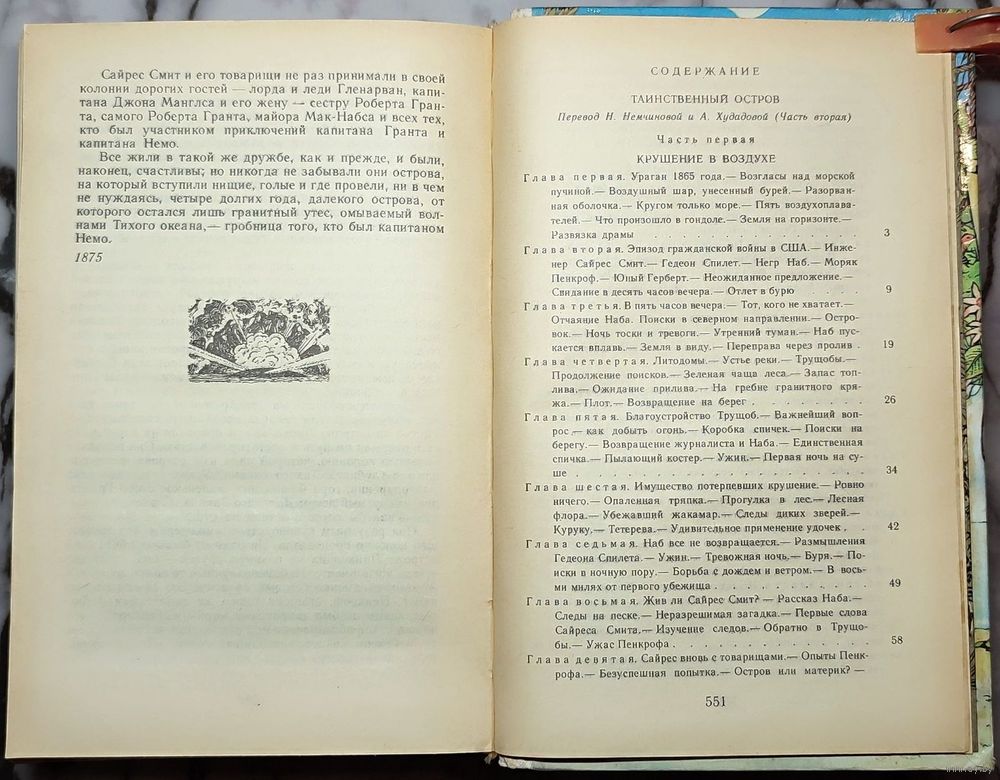 Сайрес Смит и его товарищи не раз принимали в своей
колонии дорогих гостей — лорда и леди Гленарван, капи-
тана Джона Манглса и его жену — сестру Роберта Гран-
та, самого Роберта Гранта, майора Мак-Набса и всех тех,
кто был участником приключений капитана Гранта и
капитана Немо.
Все жили в такой же дружбе, как и прежде, и были,
наконец, счастливы; но никогда не забывали они острова,
на который вступили нищие, голые и где провели, ни в чем
не нуждаясь, четыре долгих года, далекого острова, от
которого остался лишь гранитный утес, омываемый вол-
нами Тихого океана,— гробница того, кто был капитаном
Немо.
1875
СОДЕРЖАНИЕ
ТАИНСТВЕННЫЙ ОСТРОВ
Перевод Н. Немчиновой и А. Худадовой (Часть вторая)
Часть первая
КРУШЕНИЕ В ВОЗДУХЕ
Глава первая. Ураган 1865 года.— Возгласы над морской
пучиной.— Воздушный шар, унесенный бурей.— Разорван-
ная оболочка.— Кругом только море.— Пять воздухоплава-
телей.— Что произошло в гондоле.— Земля на горизонте.—
Развязка драмы . . . . . . . . . . . . 3
Глава вторая. Эпизод гражданской войны в США.— Инже-
нер Сайрес Смит.— Гедеон Спилет.— Негр Наб.— Моряк
Пенкроф.— Юный Герберт.— Неожиданное предложение.—
Свидание в десять часов вечера.— Отлет в бурю . . . . 9
Глава третья. В пять часов вечера.— Тот, кого не хватает.—
Отчаяние Наба. Поиски в северном направлении.— Остро-
вок.— Ночь тоски и тревоги.— Утренний туман.— Наб пус-
кается вплавь.— Земля в виду.— Переправа через пролив . 19
Глава четвертая. Литодомы.— Устье реки.— Трущобы.—
Продолжение поисков.— Зеленая чаща леса.— Запас топ-
лива.— Ожидание прилива.— На гребне гранитного кря-
жа.— Плот.— Возвращение на берег . . . . . . . 26
Глава пятая. Благоустройство Трущоб.— Важнейший воп-
рос,— как добыть огонь.— Коробка спичек.— Поиски на
берегу.— Возвращение журналиста и Наба.— Единственная
спичка.— Пылающий костер.— Ужин.— Первая ночь на су-
ше . . . . . . . . . . . . . . . . 34
Глава шестая. Имущество потерпевших крушение.— Ровно
ничего.— Опаленная тряпка.— Прогулка в лес.— Лесная
флора.— Убежавший жакамар.— Следы диких зверей.—
Куруку.— Тетерева.— Удивительное применение удочек . . 42
Глава седьмая. Наб все не возвращается.— Размышления
Гедеона Спилета.— Ужин.— Тревожная ночь.— Буря.— По-
иски в ночную пору.— Борьба с дождем и ветром.— В вось-
ми милях от первого убежища . . . . . . . . . . 49
Глава восьмая. Жив ли Сайрес Смит? — Рассказ Наба.—
Следы на песке.— Неразрешимая загадка.— Первые слова
Сайреса Смита.— Изучение следов.— Обратно в Трущо-
бы.— Ужас Пенкрофа . . . . . . . . . . . . 58
Глава девятая. Сайрес вновь с товарищами.— Опыты Пенк-
рофа.— Безуспешная попытка.— Остров или материк? —
551